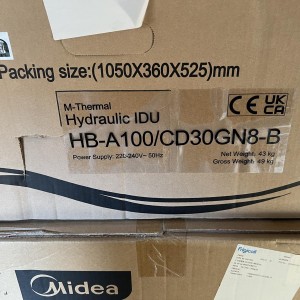 Packing size:(1050X360X525)mm
M-Thermal
Hydraulic IDU
CE UK CA
HB-A100/CD30GN8-B
Power Supply: 220-240V~ 50Hz
Net Weight: 43 kg
Gross Weight: 49 kg
Midea